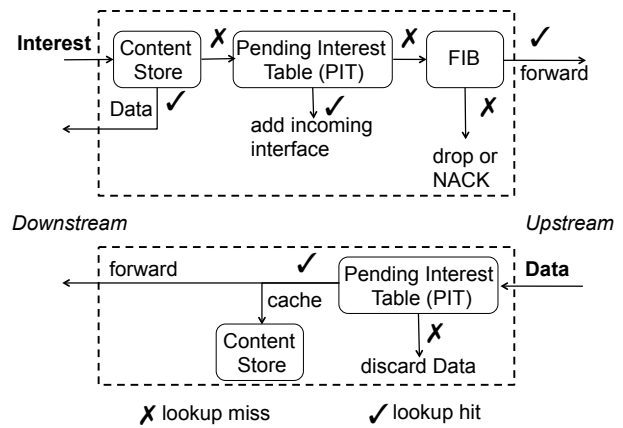 Interest
Content
Store
Pending Interest
Table (PIT)
FIB
forward
Data
add incoming
interface
drop or
NACK
Downstream
Upstream
forward
Pending Interest
Table (PIT)
Data
cache
Content
Store
discard Data
✗ lookup miss
✓ lookup hit